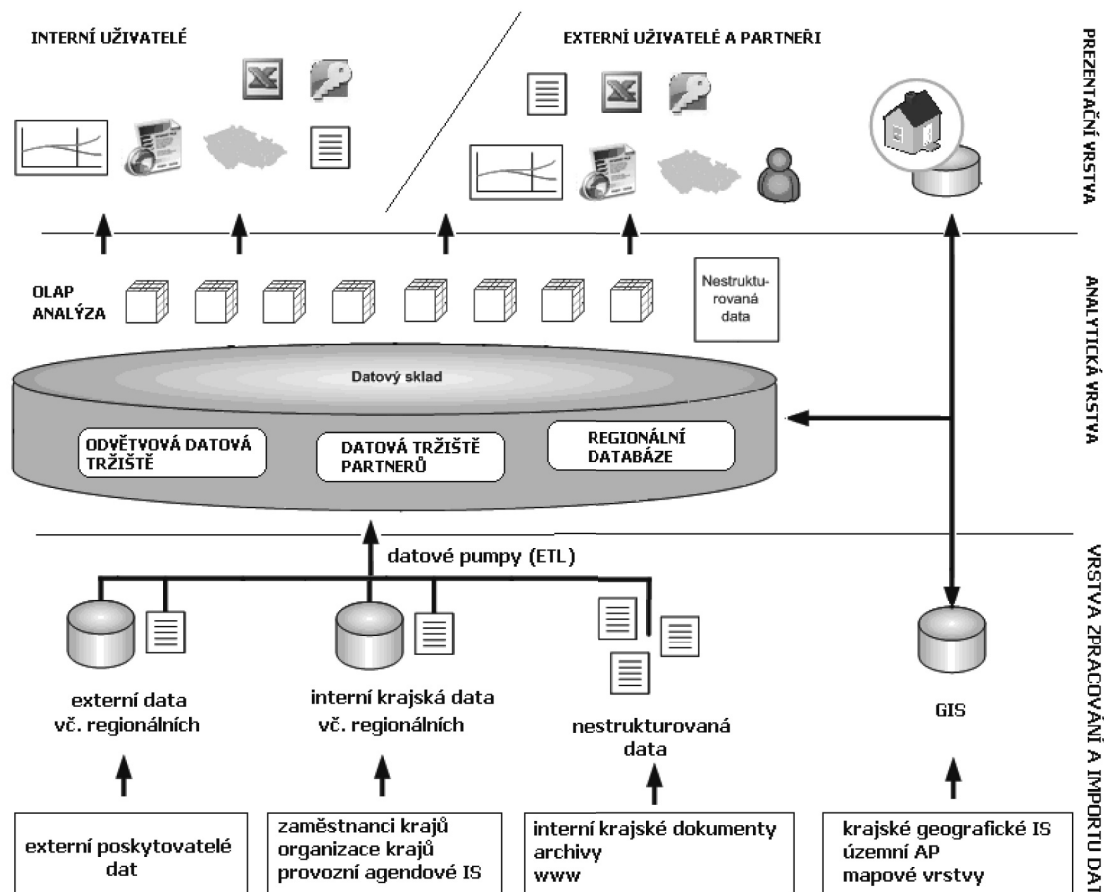 INTERNÍ UŽIVATELÉ
EXTERNÍ UŽIVATELÉ A PARTNEŘI
PREZENTAČNÍ VRSTVA
OLAP
ANALÝZA
Nestruktu-
rovaná
data
ANALYTICKÁ VRSTVA
Datový sklad
ODVĚTVOVÁ DATOVÁ
TRŽIŠTĚ
DATOVÁ TRŽIŠTĚ
PARTNERŮ
REGIONÁLNÍ
DATABÁZE
datové pumpy (ETL)
VRSTVA ZPRACOVÁNÍ A IMPORTU DAT
externí data
vč. regionálních
interní krajská data
vč. regionálních
nestrukturovaná
data
GIS
externí poskytovatelé
dat
zaměstnanci krajů
organizace krajů
provozní agendové IS
interní krajské dokumenty
archivy
www
krajské geografické IS
územní AP
mapové vrstvy